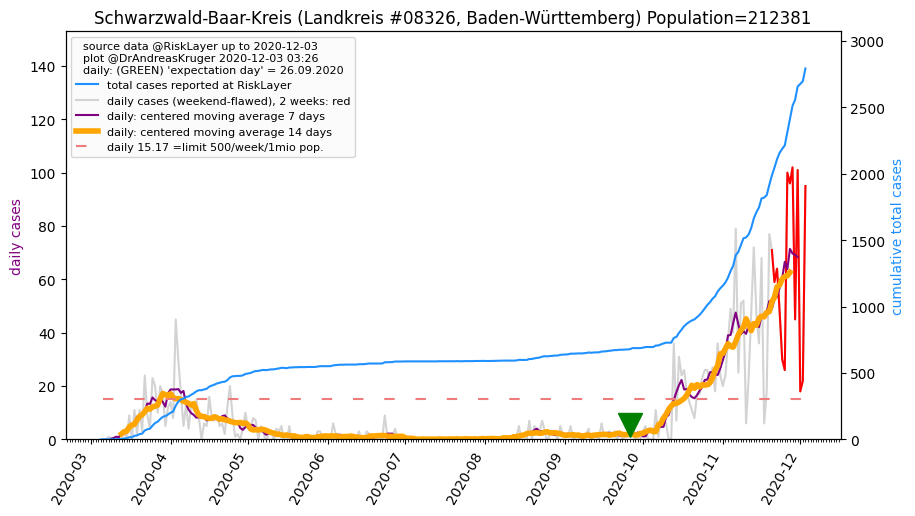 Schwarzwald-Baar-Kreis (Landkreis #08326, Baden-Württemberg) Population=212381
source data @RiskLayer up to 2020-12-03
plot @DrAndreasKruger 2020-12-03 03:26
daily: (GREEN) 'expectation day' = 26.09.2020
total cases reported at RiskLayer
daily cases (weekend-flawed), 2 weeks: red
daily: centered moving average 7 days
daily: centered moving average 14 days
daily 15.17 =limit 500/week/1mio pop.
daily cases
140
120
100
80
60
40
20
0
3000
2500
2000
1500
1000
500
0
cumulative total cases
2020-03
2020-04
2020-05
2020-06
2020-07
2020-08
2020-09
2020-10
2020-11
2020-12